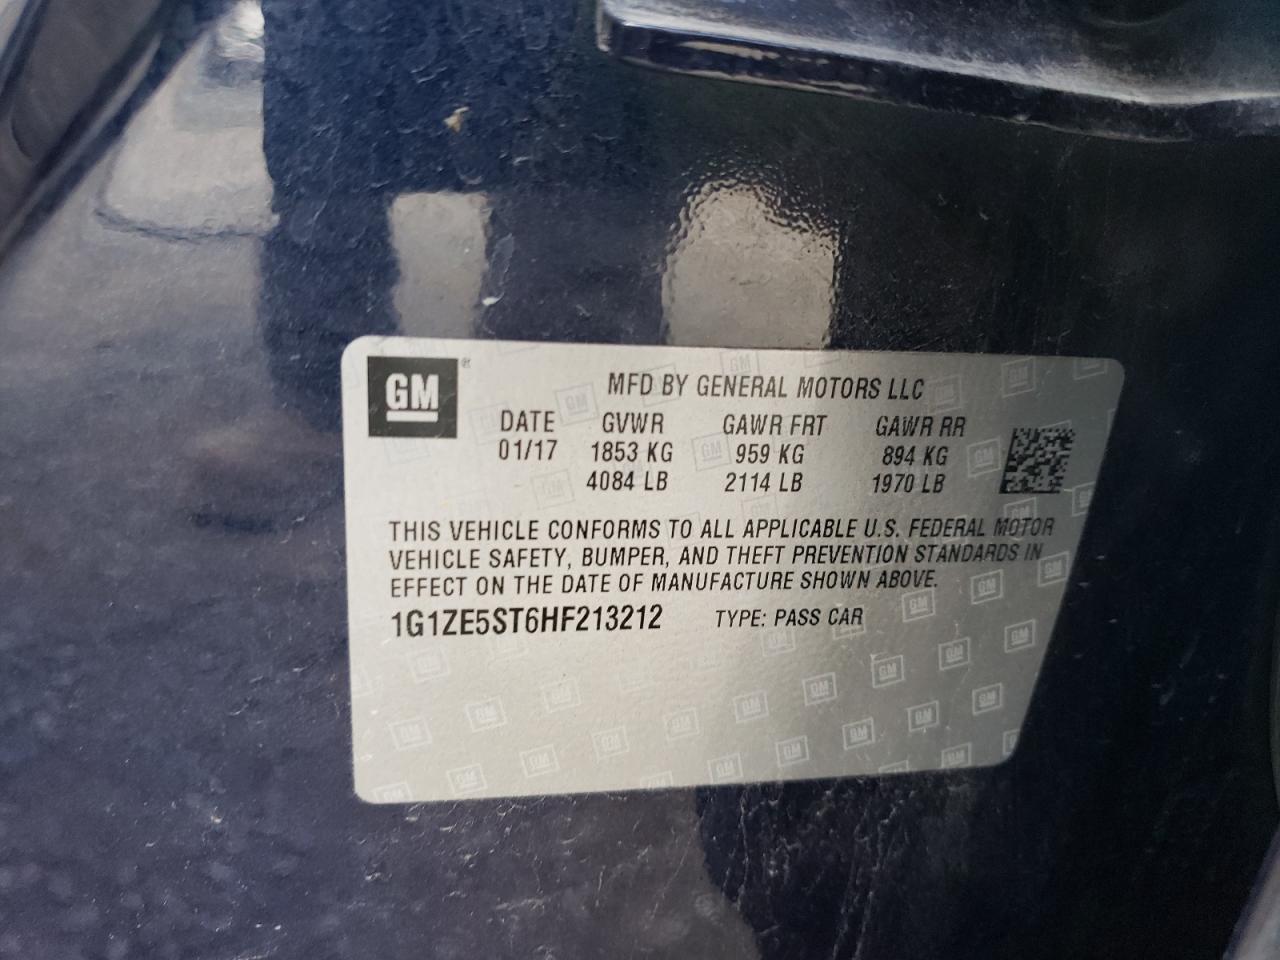 GM®
MFD BY GENERAL MOTORS LLC
DATE GVWR GAWR FRT GAWR RR
01/17 1853 KG 959 KG 894 KG
4084 LB 2114 LB 1970 LB
THIS VEHICLE CONFORMS TO ALL APPLICABLE U.S. FEDERAL MOTOR
VEHICLE SAFETY, BUMPER, AND THEFT PREVENTION STANDARDS IN
EFFECT ON THE DATE OF MANUFACTURE SHOWN ABOVE.
1G1ZE5ST6HF213212 TYPE: PASS CAR